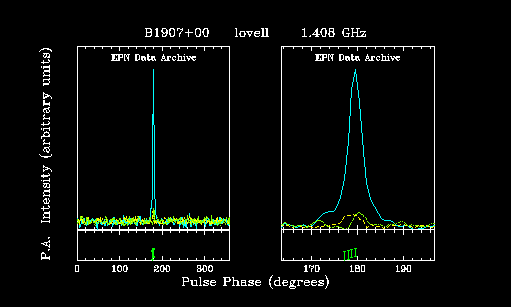 B1907+00 lovell 1.408 GHz
EPN Data Archive EPN Data Archive
P.A. Intensity (arbitrary units)
0 100 200 300 170 180 190
Pulse Phase (degrees)